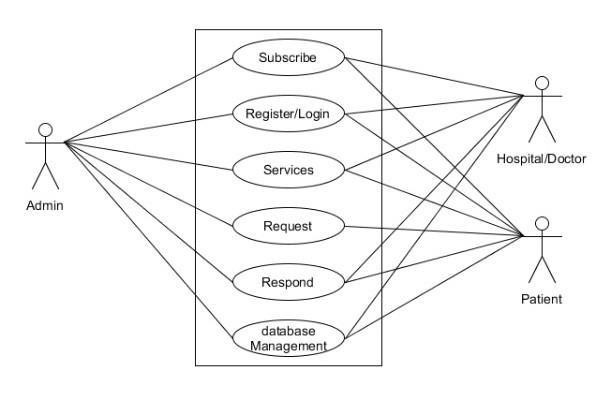 Subscribe
Register/Login
Services
Request
Respond
database
Management
Admin
Hospital/Doctor
Patient